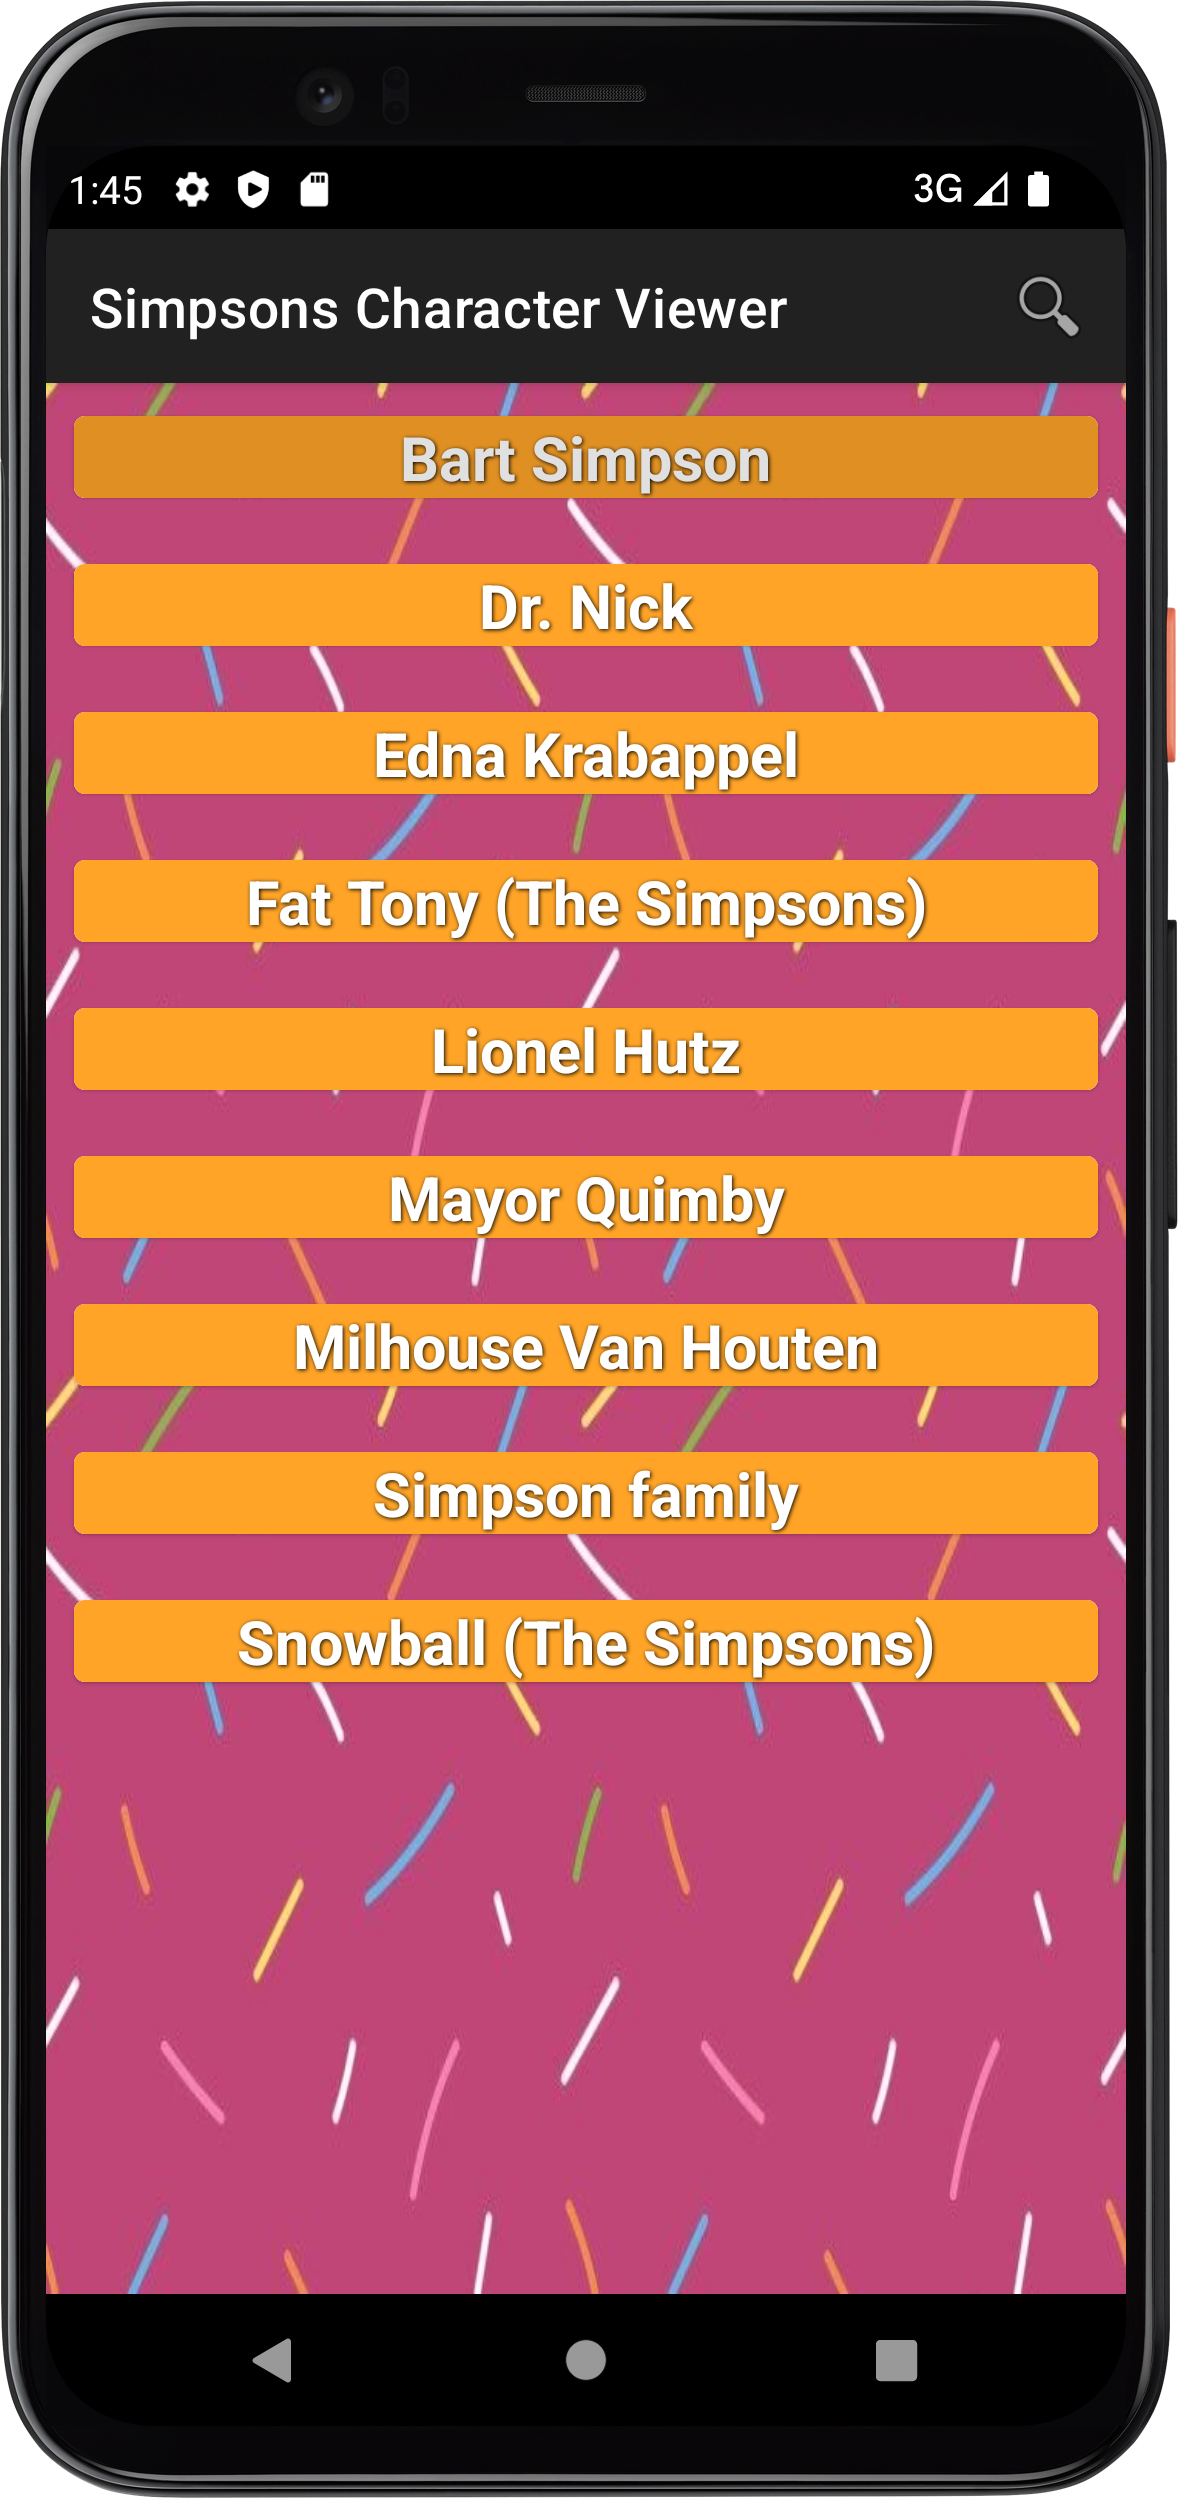 1:45 3G
Simpsons Character Viewer
Bart Simpson
Dr. Nick
Edna Krabappel
Fat Tony (The Simpsons)
Lionel Hutz
Mayor Quimby
Milhouse Van Houten
Simpson family
Snowball (The Simpsons)